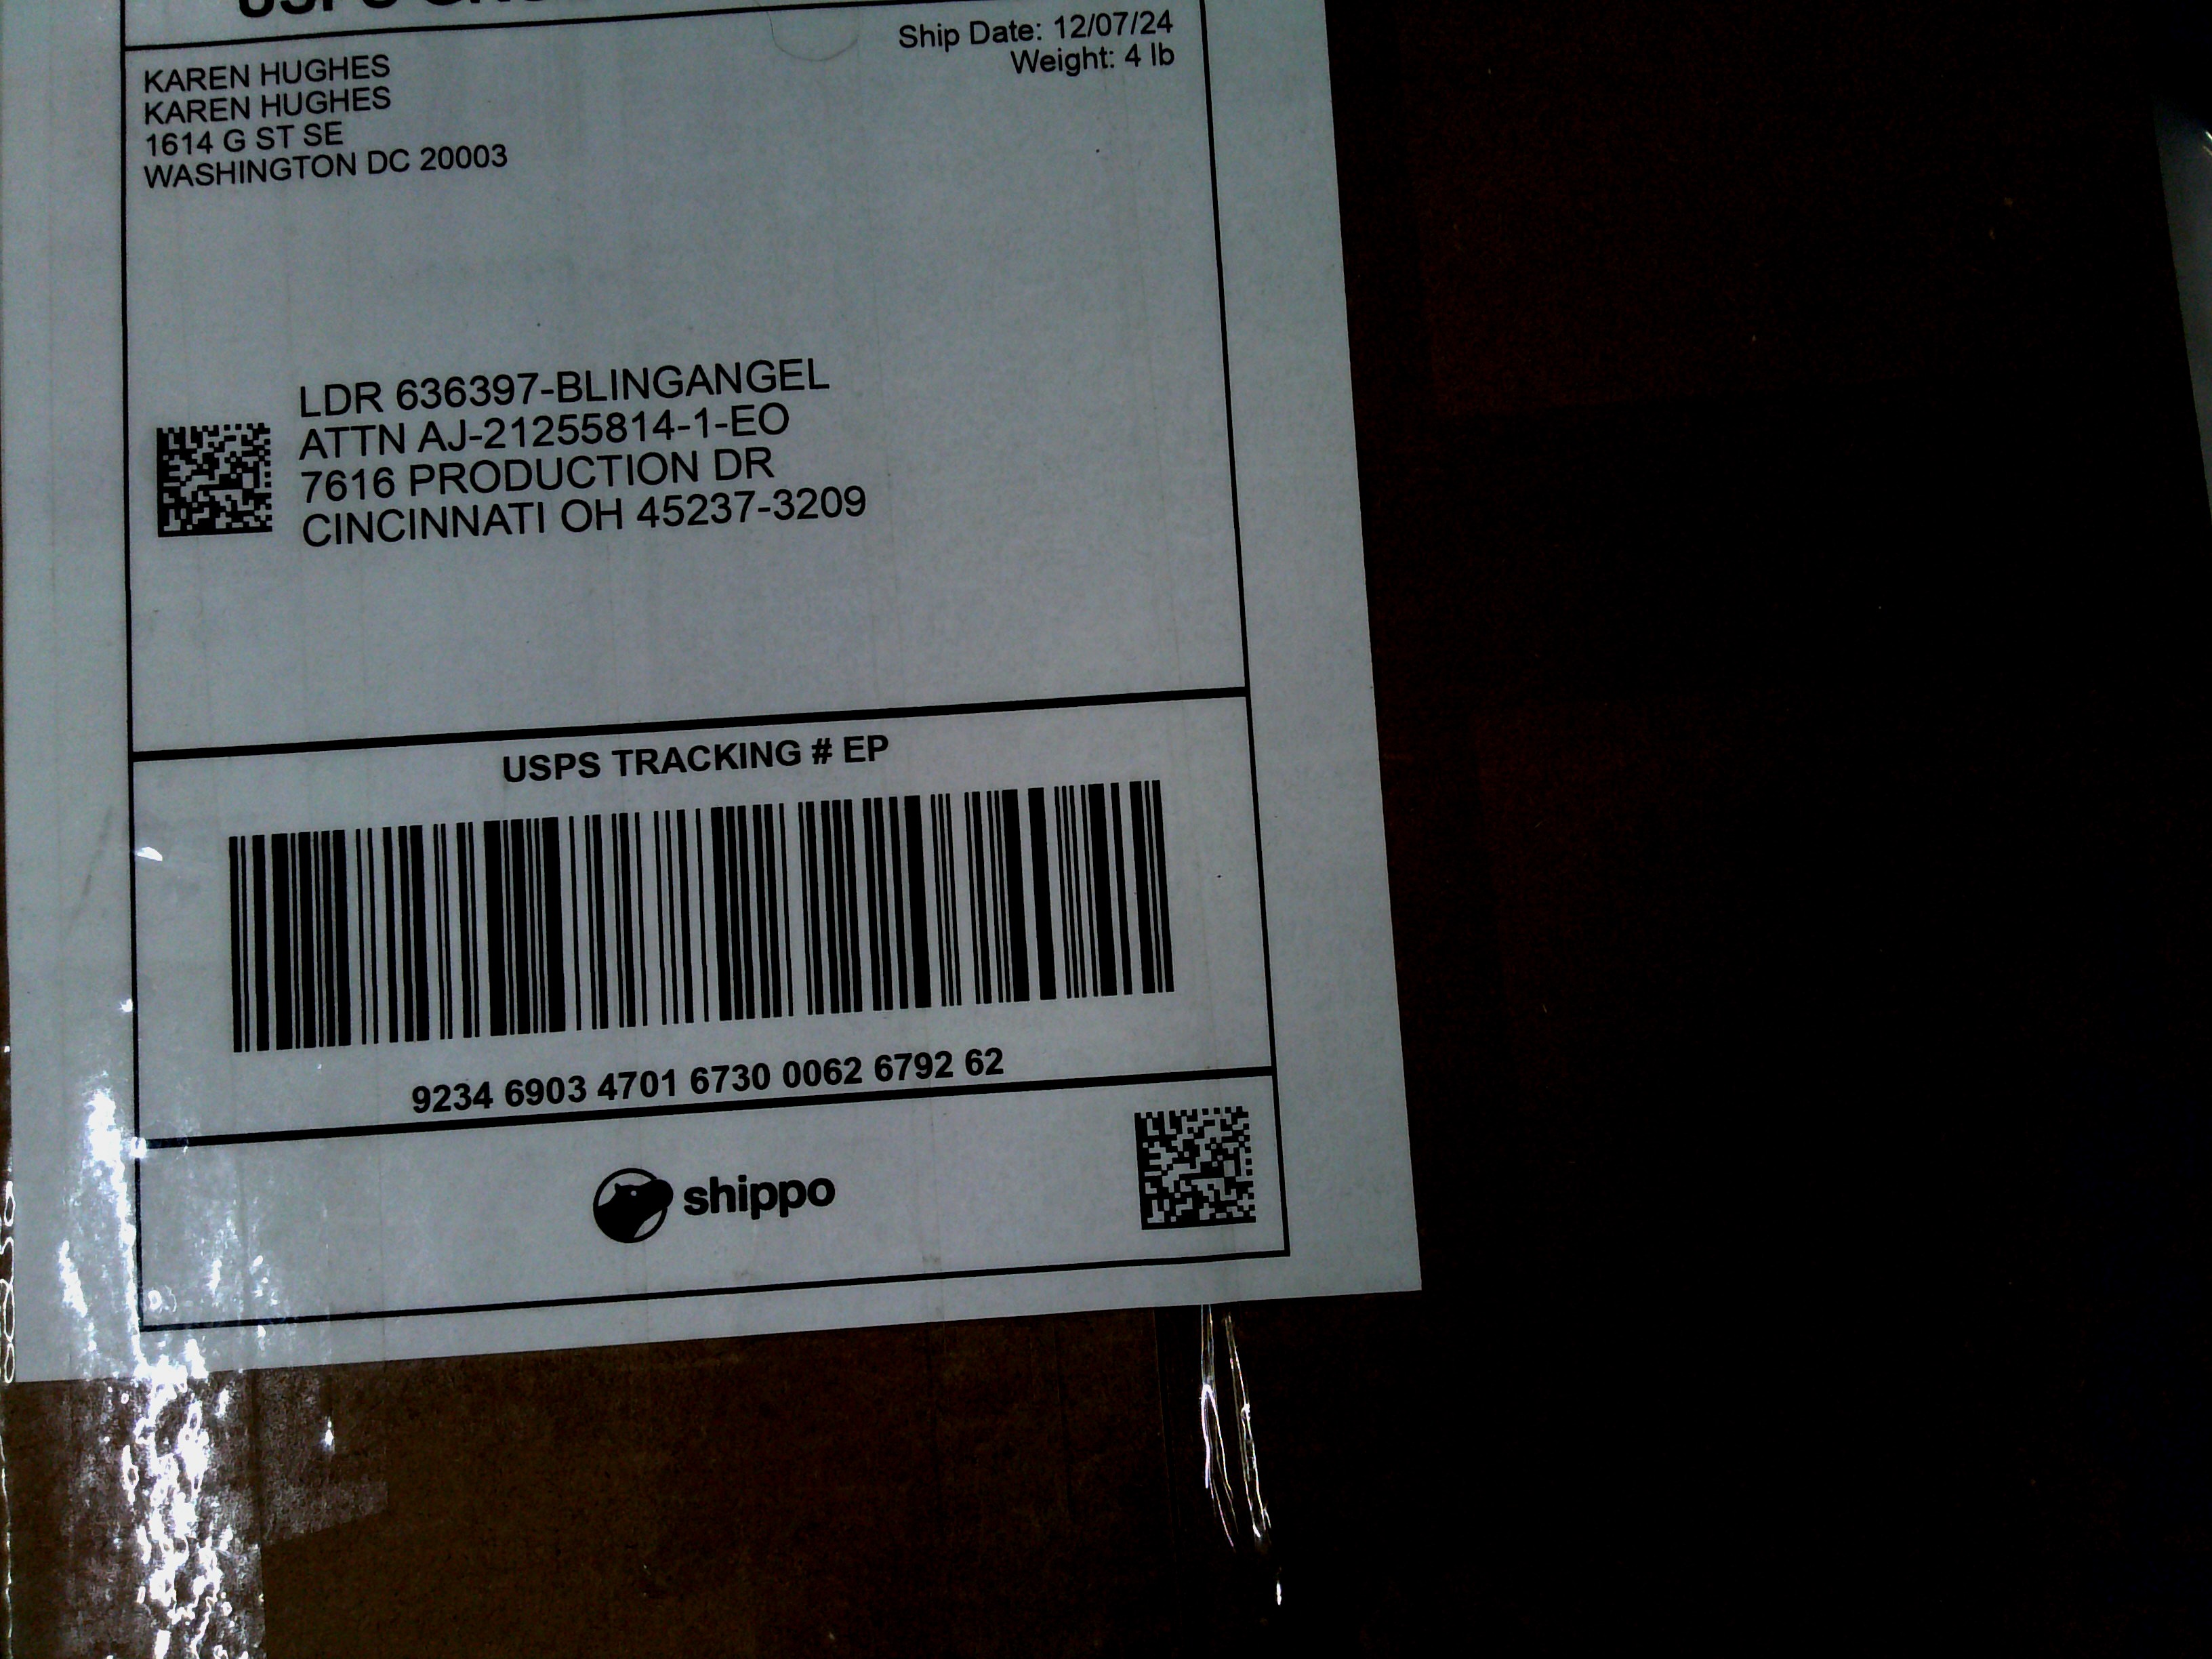 USPS
Ship Date: 12/07/24
Weight: 4 lb
KAREN HUGHES
KAREN HUGHES
1614 G ST SE
WASHINGTON DC 20003
LDR 636397-BLINGANGEL
ATTN AJ-21255814-1-EO
7616 PRODUCTION DR
CINCINNATI OH 45237-3209
USPS TRACKING # EP
9234 6903 4701 6730 0062 6792 62
shippo